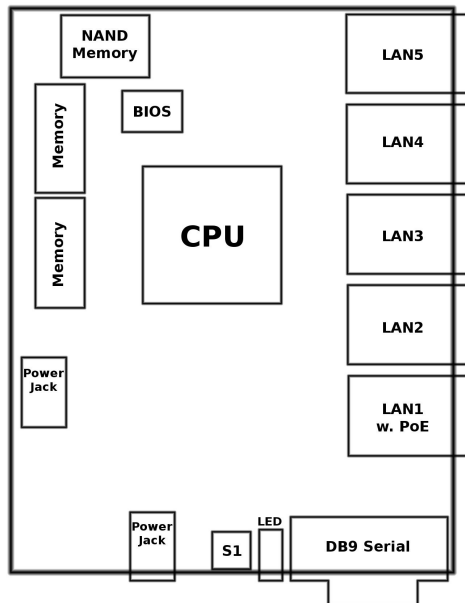 NAND
Memory
LAN5
BIOS
Memory
LAN4
CPU
Memory
LAN3
LAN2
Power
Jack
LAN1
w. PoE
Power
Jack
S1
LED
DB9 Serial